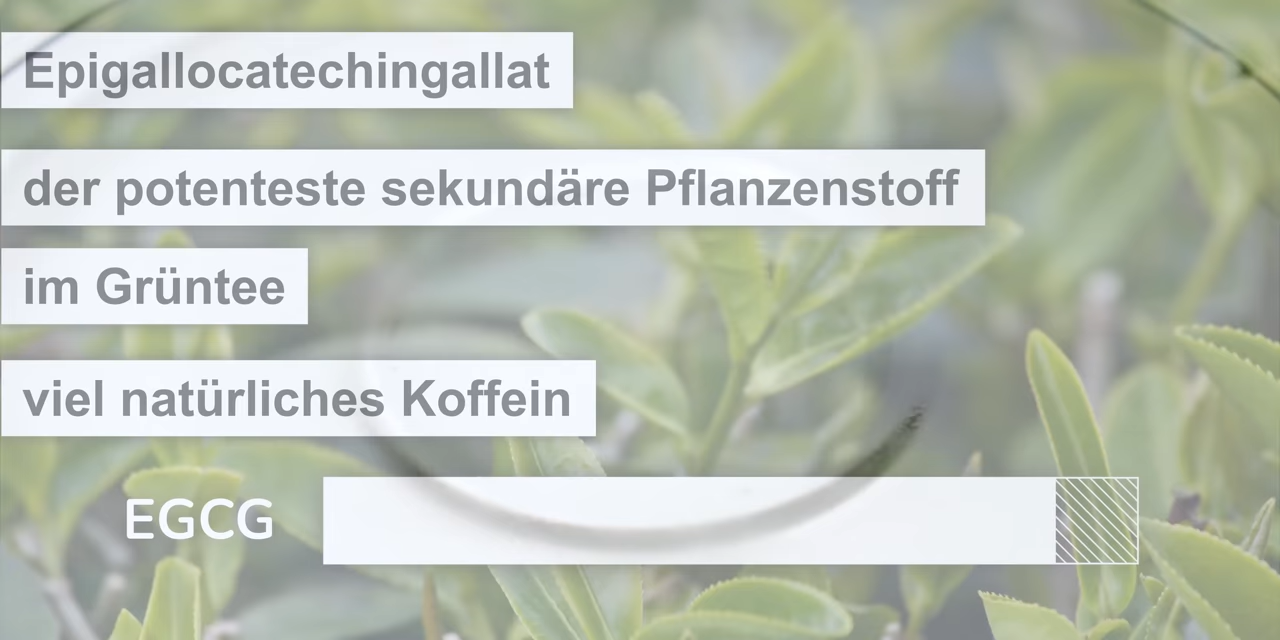 Epigallocatechingallat
der potenteste sekundäre Pflanzenstoff
im Grüntee
viel natürliches Koffein
EGCG